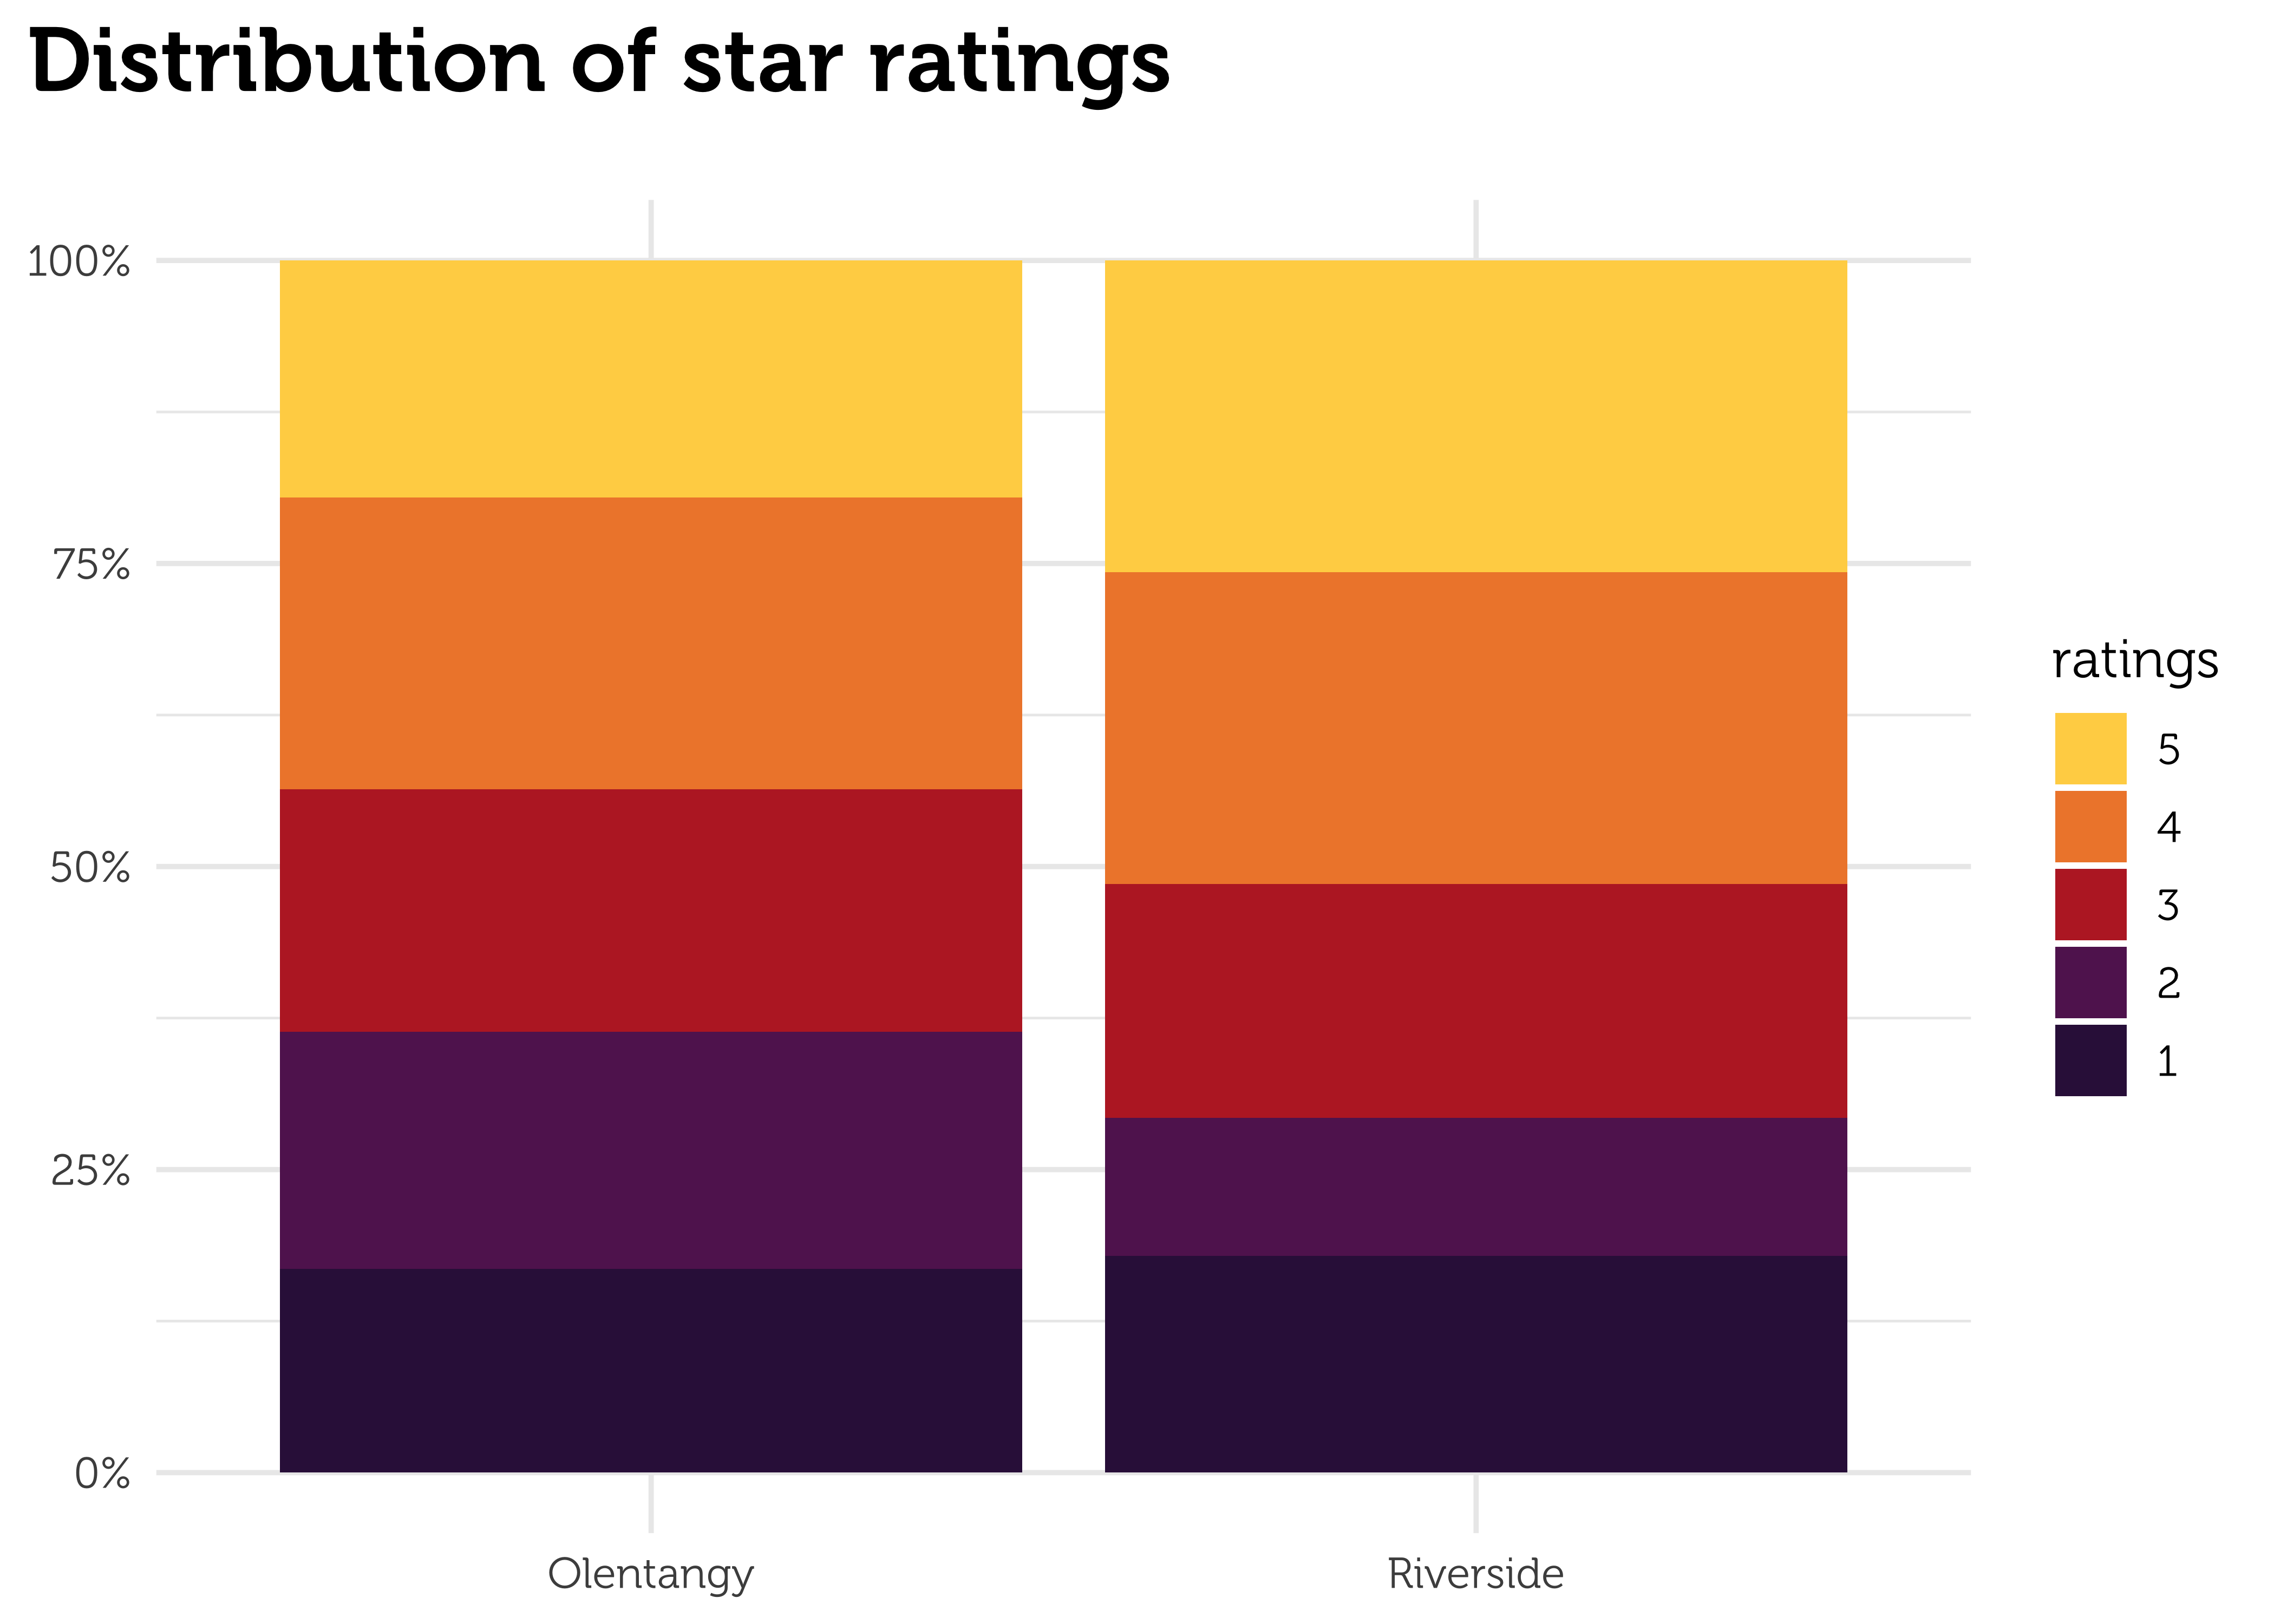 Distribution of star ratings
100%
75%
50%
25%
0%
Olentangy
Riverside
ratings
5
4
3
2
1